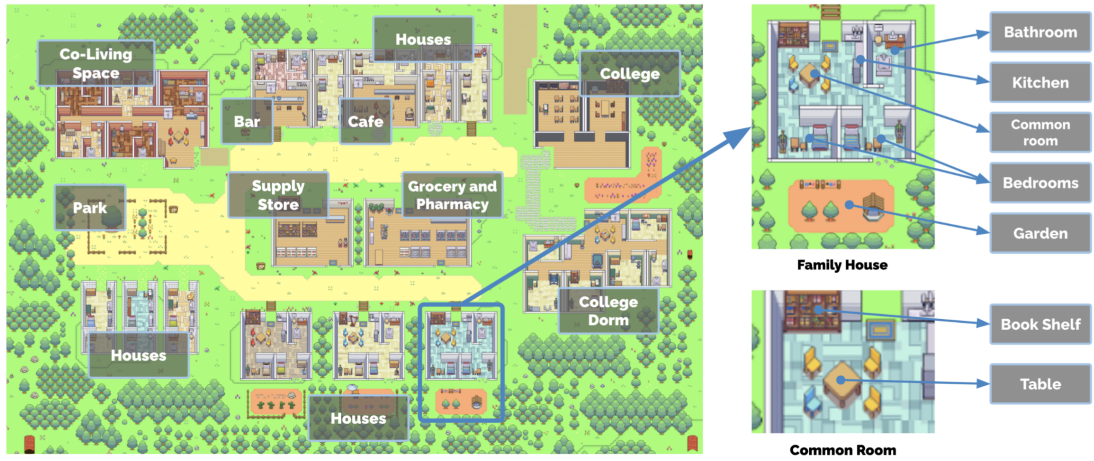 Co-Living
Space
Houses
College
Bar
Cafe
Park
Supply
Store
Grocery and
Pharmacy
Houses
College
Dorm
Houses
Bathroom
Kitchen
Common
room
Bedrooms
Garden
Family House
Book Shelf
Table
Common Room